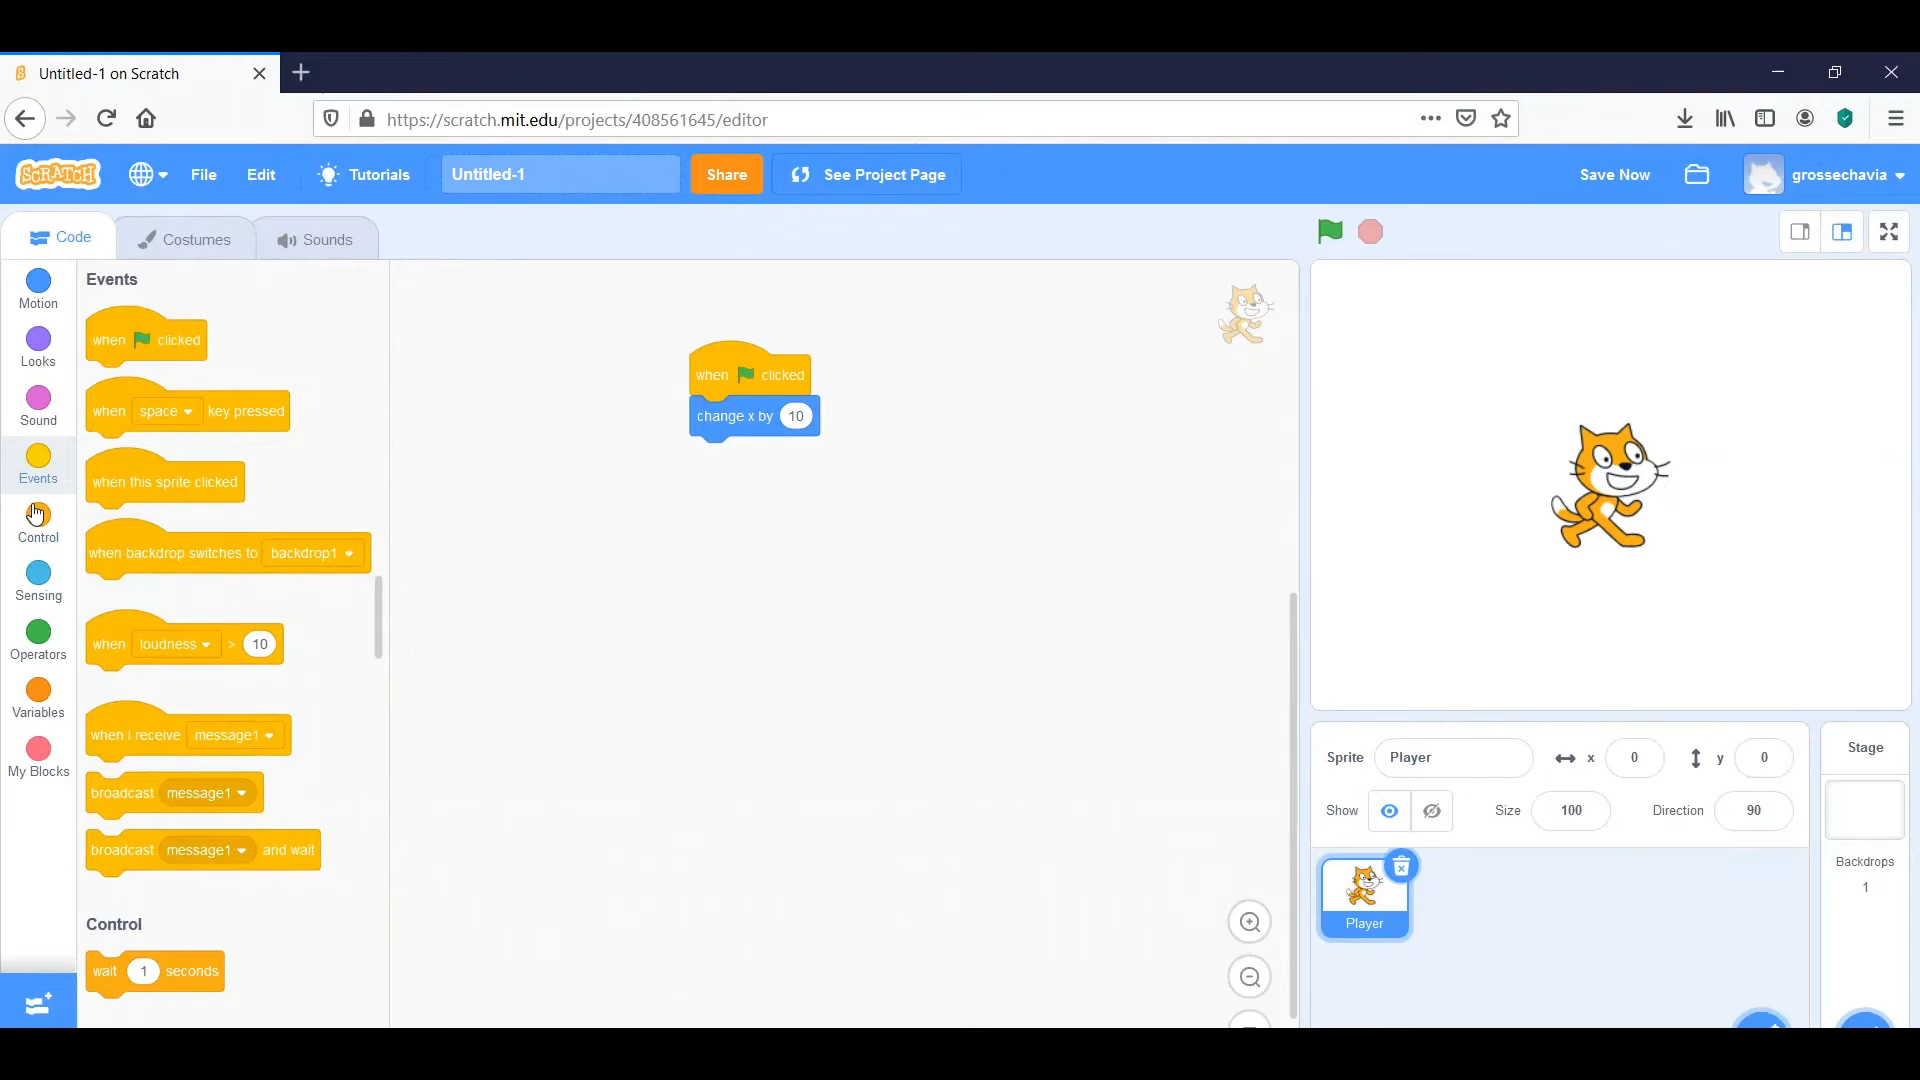 Untitled-1 on Scratch
https://scratch.mit.edu/projects/408561645/editor
SCRATCH
File
Edit
Tutorials
Untitled-1
Share
See Project Page
Save Now
grossechavia
Code
Costumes
Sounds
Motion
Looks
Sound
Events
Control
Sensing
Operators
Variables
My Blocks
Events
when clicked
when space key pressed
when this sprite clicked
when backdrop switches to backdrop1
when loudness > 10
when I receive message1
broadcast message1
broadcast message1 and wait
Control
wait 1 seconds
when clicked
change x by 10
Sprite Player x 0 y 0
Show Size 100 Direction 90
Player
Stage
Backdrops
1